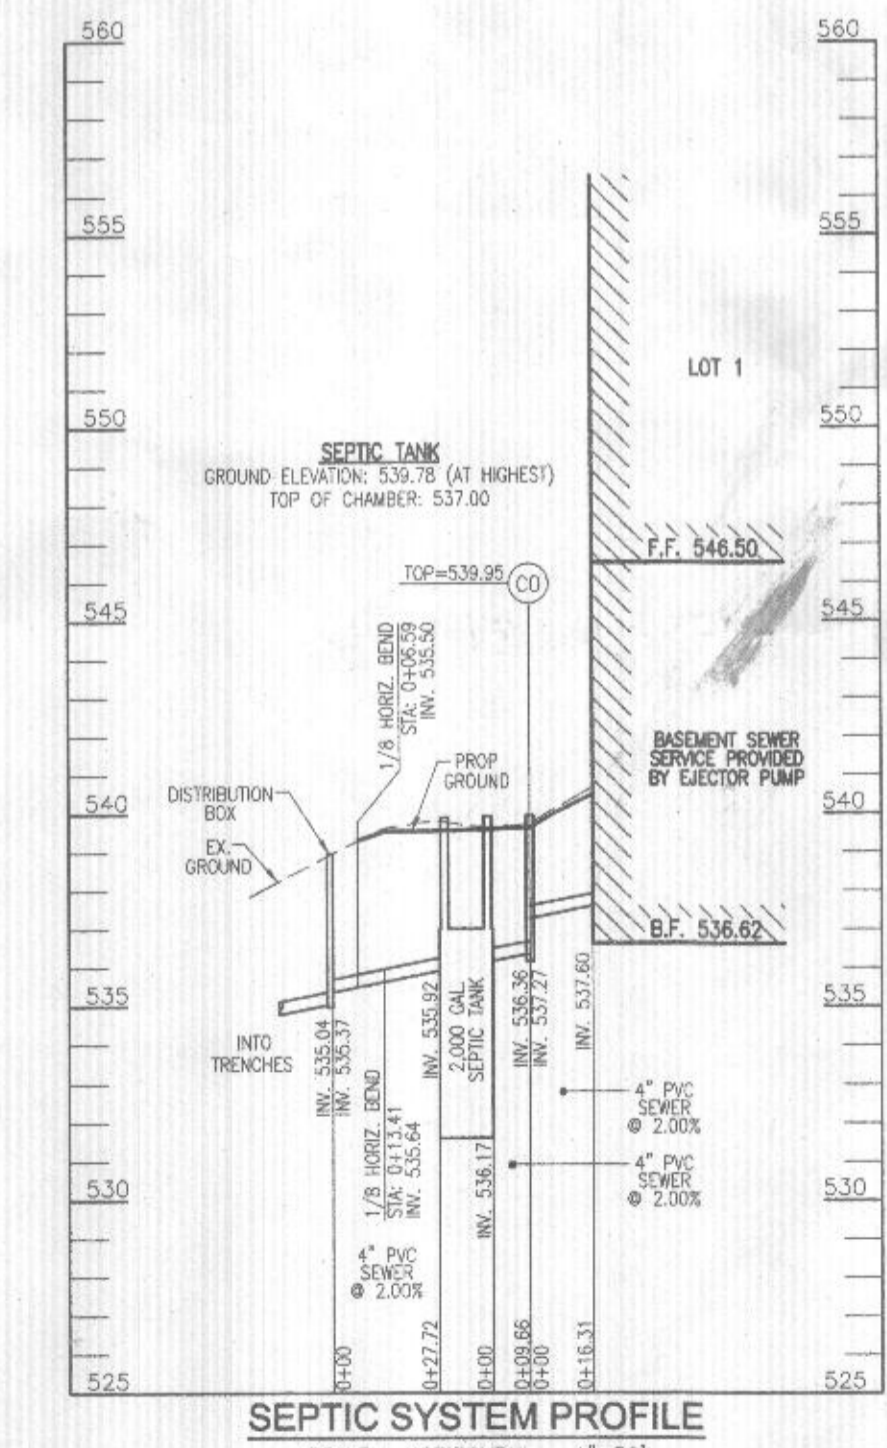 560
560
555
555
LOT 1
550
550
SEPTIC TANK
GROUND ELEVATION: 539.78 (AT HIGHEST)
TOP OF CHAMBER: 537.00
F.F. 546.50
TOP=539.95
CO
545
545
1/8 HORIZ. BEND
STA: 0+06.59
INV. 535.50
BASEMENT SEWER
SERVICE PROVIDED
BY EJECTOR PUMP
PROP
GROUND
DISTRIBUTION
BOX
540
540
EX.
GROUND
B.F. 536.62
535
535
INTO
TRENCHES
INV. 535.04
INV. 535.37
1/8 HORIZ. BEND
STA: 0+13.41
INV. 535.64
INV. 535.92
2,000 GAL.
SEPTIC TANK
INV. 536.17
INV. 536.36
INV. 537.27
INV. 537.60
4" PVC
SEWER
@ 2.00%
4" PVC
SEWER
@ 2.00%
530
530
4" PVC
SEWER
@ 2.00%
0+00
0+27.72
0+00
0+09.66
0+00
0+16.31
525
525
SEPTIC SYSTEM PROFILE